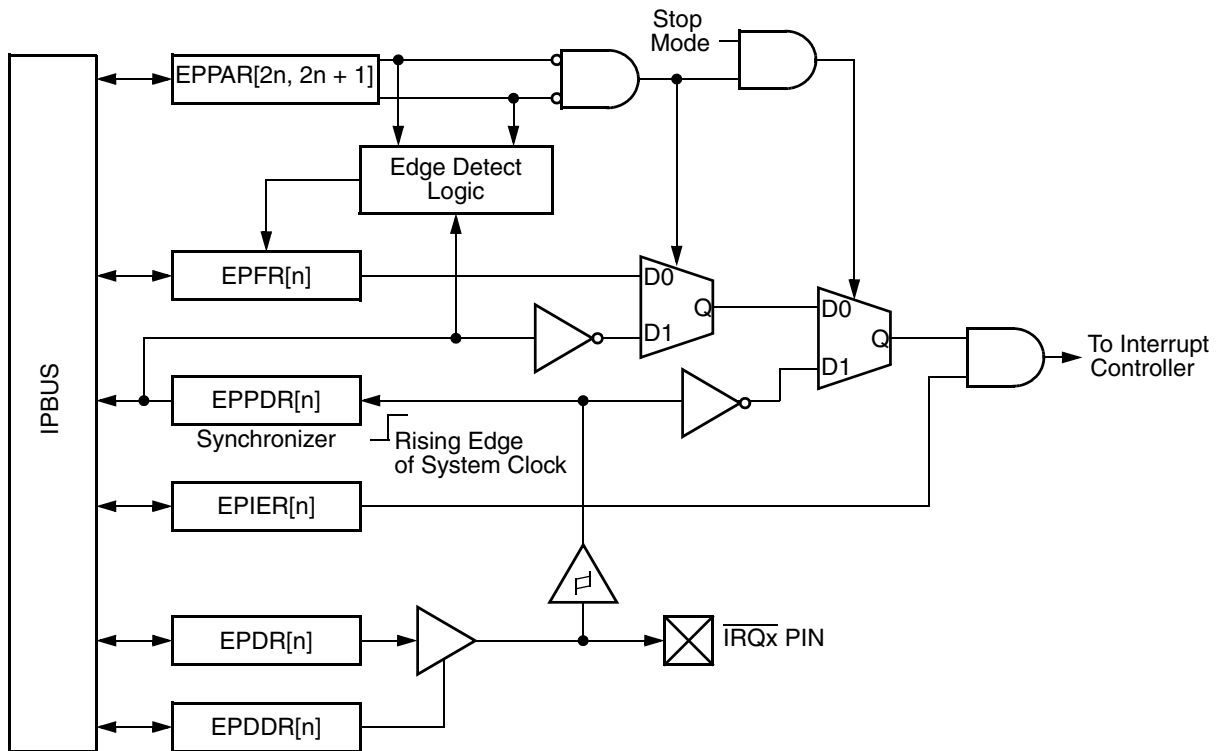 Stop
Mode
EPPAR[2n, 2n + 1]
Edge Detect
Logic
EPFR[n]
D0
Q
D1
D0
Q
D1
To Interrupt
Controller
IPBUS
EPPDR[n]
Synchronizer
Rising Edge
of System Clock
EPIER[n]
EPDR[n]
IRQx PIN
EPDDR[n]